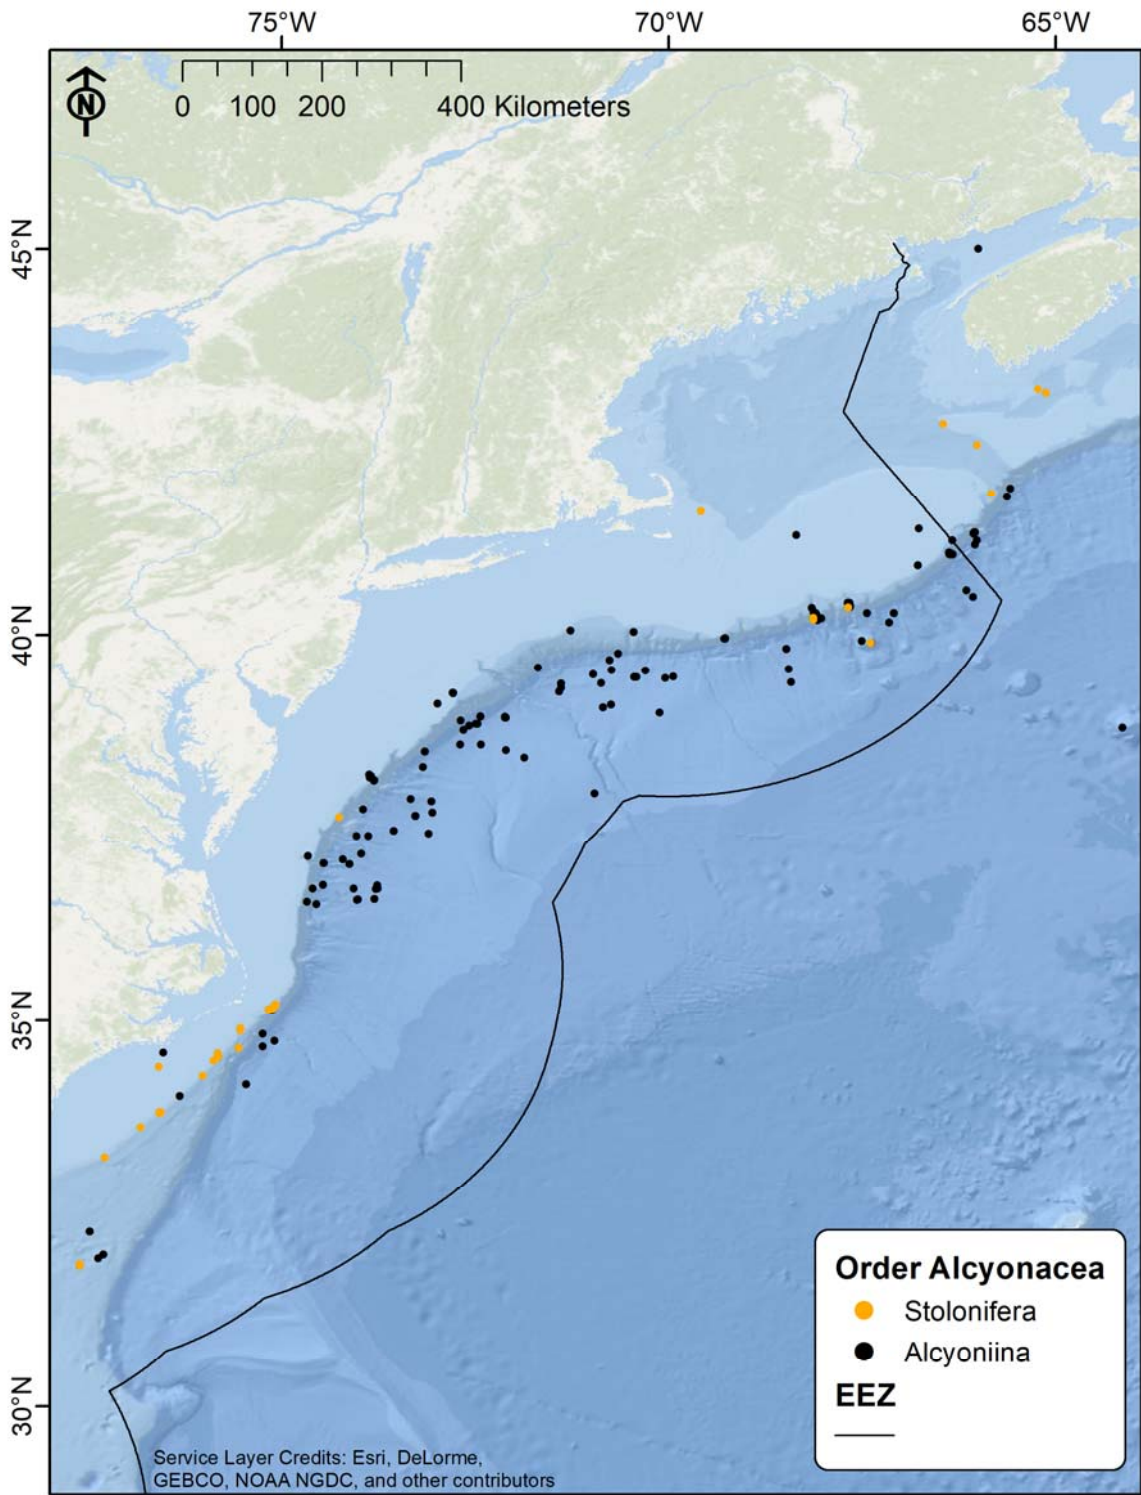 75°W 70°W 65°W
N
0 100 200 400 Kilometers
45°N
40°N
35°N
30°N
Order Alcyonacea
Stolonifera
Alcyoniina
EEZ
Service Layer Credits: Esri, DeLorme,
GEBCO, NOAA NGDC, and other contributors